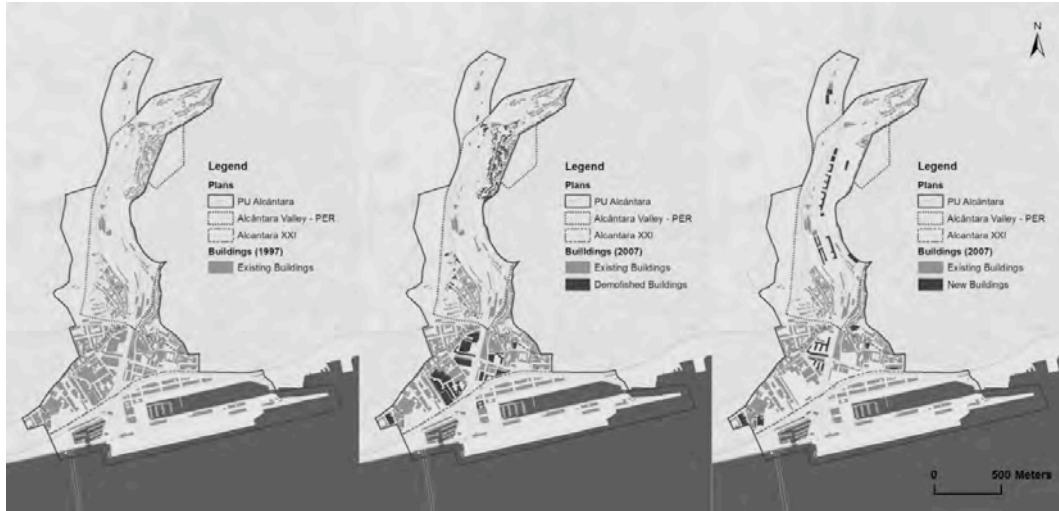 N
Legend
Plans
PU Alcântara
Alcântara Valley - PER
Alcantara XXI
Buildings (1997)
Existing Buildings
Legend
Plans
PU Alcântara
Alcântara Valley - PER
Alcantara XXI
Buildings (2007)
Existing Buildings
Demolished Buildings
Legend
Plans
PU Alcântara
Alcântara Valley - PER
Alcantara XXI
Buildings (2007)
Existing Buildings
New Buildings
0 500 Meters